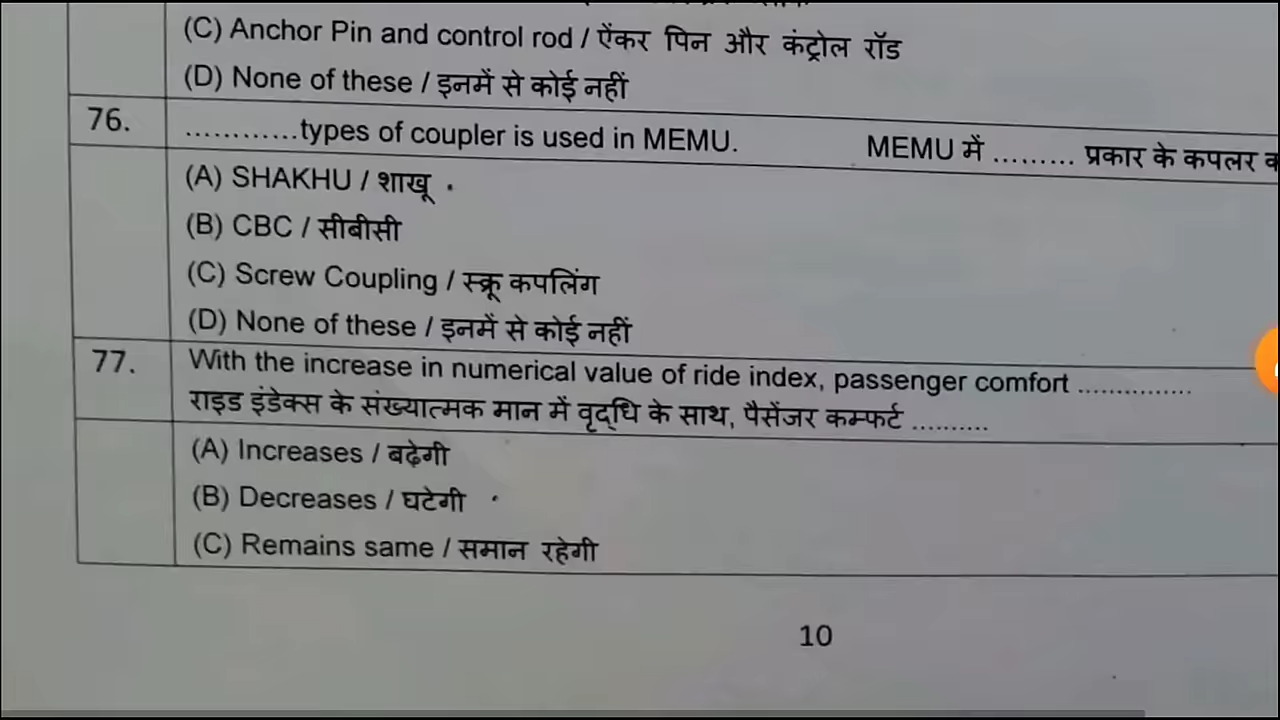 (C) Anchor Pin and control rod / ऐंकर पिन और कंट्रोल रॉड
(D) None of these / इनमें से कोई नहीं
76. ............types of coupler is used in MEMU. MEMU में ......... प्रकार के कपलर
(A) SHAKHU / शाखू
(B) CBC / सीबीसी
(C) Screw Coupling / स्क्रू कपलिंग
(D) None of these / इनमें से कोई नहीं
77. With the increase in numerical value of ride index, passenger comfort ...............
राइड इंडेक्स के संख्यात्मक मान में वृद्धि के साथ, पैसेंजर कम्फर्ट ..........
(A) Increases / बढ़ेगी
(B) Decreases / घटेगी
(C) Remains same / समान रहेगी
10